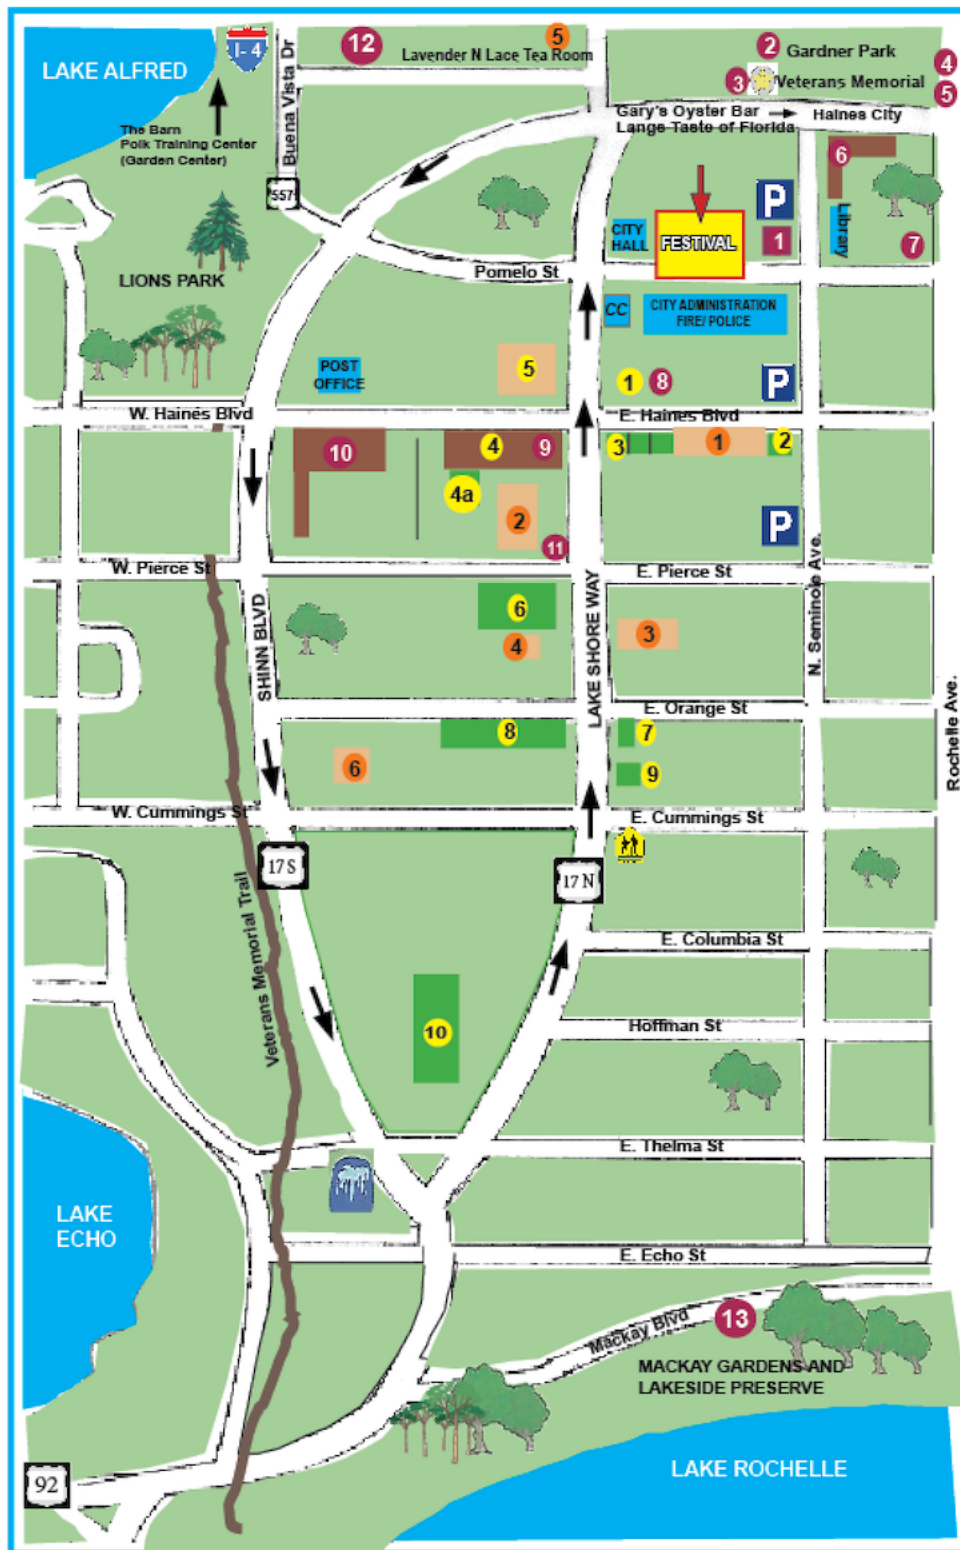 I-4
12
5
Lavender N Lace Tea Room
2
Gardner Park
4
3
Veterans Memorial
5
LAKE ALFRED
Buena Vista Dr
The Barn
Polk Training Center
(Garden Center)
Gary's Oyster Bar
Lange Taste of Florida
Haines City
6
557
P
CITY
HALL
FESTIVAL
1
Library
7
LIONS PARK
Pomelo St
CC
CITY ADMINISTRATION
FIRE/ POLICE
POST
OFFICE
5
1
8
P
W. Haines Blvd
E. Haines Blvd
10
4
9
3
1
2
4a
2
11
P
W. Pierce St
E. Pierce St
N. Seminole Ave.
SHINN BLVD
LAKE SHORE WAY
6
4
3
E. Orange St
Rochelle Ave.
8
7
6
9
W. Cummings St
E. Cummings St
17 S
17 N
Veterans Memorial Trail
E. Columbia St
10
Hoffman St
E. Thelma St
LAKE
ECHO
E. Echo St
13
Mackay Blvd
MACKAY GARDENS AND
LAKESIDE PRESERVE
LAKE ROCHELLE
92